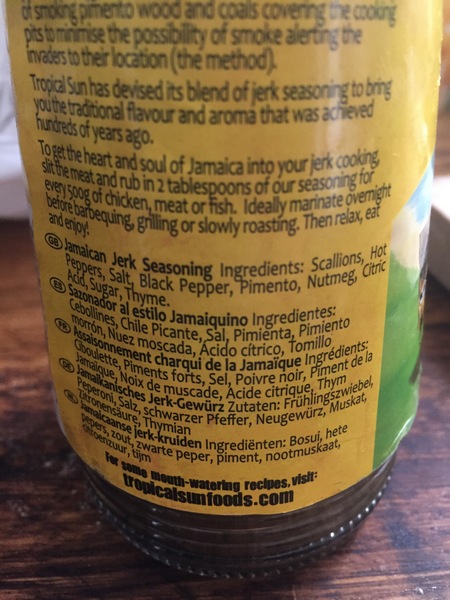 of smoking pimento wood and coals covering the cooking
pits to minimise the possibility of smoke alerting the
invaders to their location (the method).
Tropical Sun has devised its blend of jerk seasoning to bring
you the traditional flavour and aroma that was achieved
hundreds of years ago.
To get the heart and soul of Jamaica into your jerk cooking,
slit the meat and rub in 2 tablespoons of our seasoning for
every 500g of chicken, meat or fish. Ideally marinate overnight
before barbequing, grilling or slowly roasting. Then relax, eat
and enjoy!
GB Jamaican Jerk Seasoning Ingredients: Scallions, Hot
Peppers, Salt, Black Pepper, Pimento, Nutmeg, Citric
Acid, Sugar, Thyme.
ES Sazonador al estilo Jamaiquino Ingredientes:
Cebollines, Chile Picante, Sal, Pimienta, Pimiento
morrón, Nuez moscada, Ácido cítrico, Tomillo
FR Assaisonnement charqui de la Jamaïque Ingrédients:
Ciboulette, Piments forts, Sel, Poivre noir, Piment de la
Jamaïque, Noix de muscade, Acide citrique, Thym
DE Jamaikanisches Jerk-Gewürz Zutaten: Frühlingszwiebel,
Peperoni, Salz, schwarzer Pfeffer, Neugewürz, Muskat,
Zitronensäure, Thymian
NL Jamaicaanse jerk-kruiden Ingrediënten: Bosui, hete
pepers, zout, zwarte peper, piment, nootmuskaat,
citroenzuur, tijm
For some mouth-watering recipes, visit:
tropicalsunfoods.com